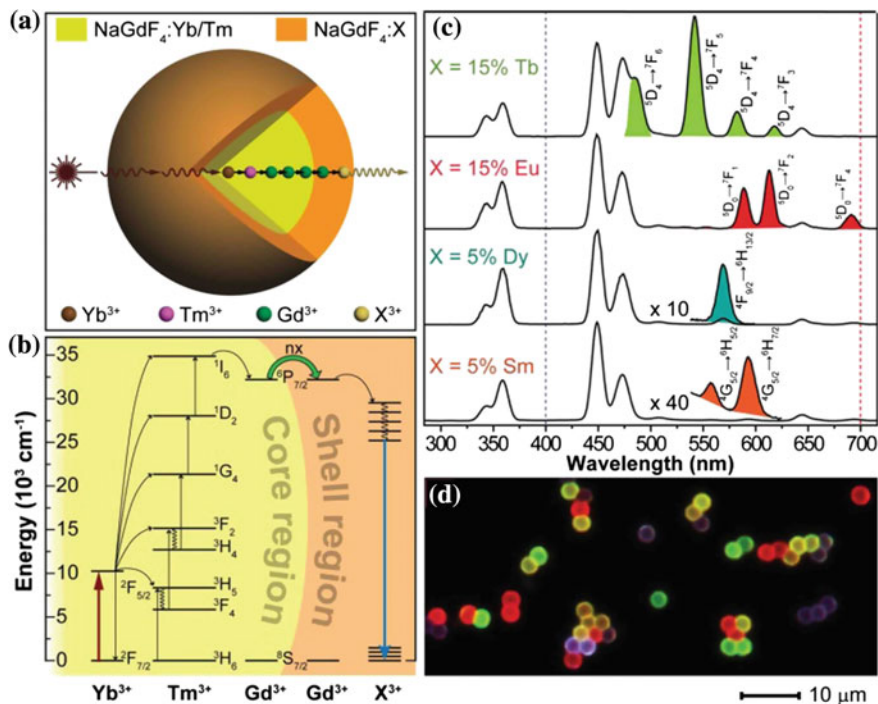 (a)
NaGdF₄:Yb/Tm NaGdF₄:X
Yb³⁺ Tm³⁺ Gd³⁺ X³⁺
(b)
Energy (10³ cm⁻¹)
35
30
25
20
15
10
5
0
nx
¹I₆
⁶P₇/₂
¹D₂
¹G₄
³F₂
³H₄
²F₅/₂
³H₅
³F₄
²F₇/₂
³H₆
⁸S₇/₂
Core region
Shell region
Yb³⁺ Tm³⁺ Gd³⁺ Gd³⁺ X³⁺
(c)
X = 15% Tb
⁵D₄→⁷F₆
⁵D₄→⁷F₅
⁵D₄→⁷F₄
⁵D₄→⁷F₃
X = 15% Eu
⁵D₀→⁷F₁
⁵D₀→⁷F₂
⁵D₀→⁷F₄
X = 5% Dy
x 10
⁴F₉/₂→⁶H₁₃/₂
X = 5% Sm
x 40
⁴G₅/₂→⁶H₅/₂
⁴G₅/₂→⁶H₇/₂
300 350 400 450 500 550 600 650 700
Wavelength (nm)
(d)
10 μm